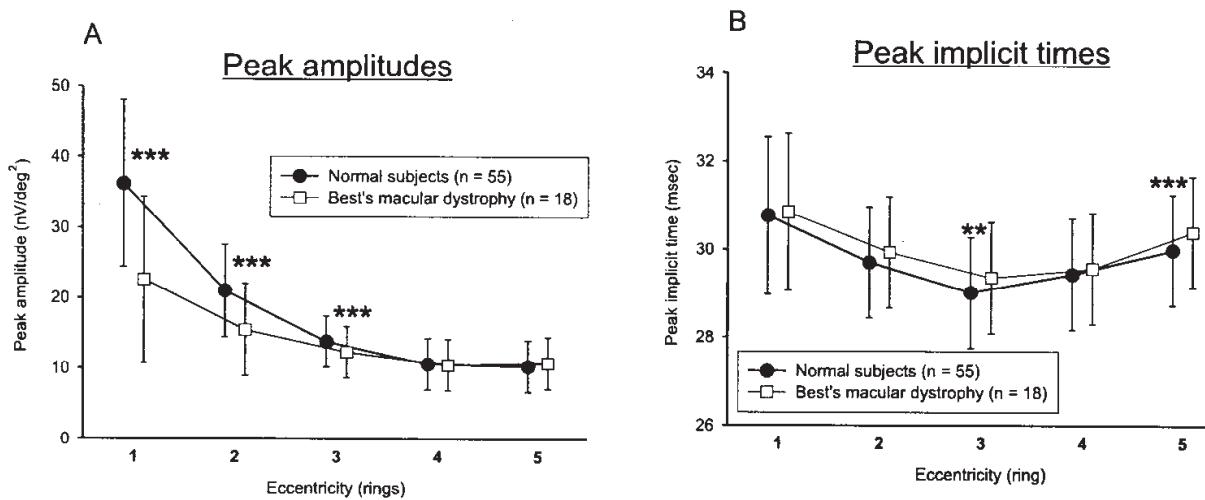 A
Peak amplitudes
50
40
30
20
10
0
Peak amplitude (nV/deg²)
***
***
***
Normal subjects (n = 55)
Best's macular dystrophy (n = 18)
1 2 3 4 5
Eccentricity (rings)
B
Peak implicit times
34
32
30
28
26
Peak implicit time (msec)
**
***
Normal subjects (n = 55)
Best's macular dystrophy (n = 18)
1 2 3 4 5
Eccentricity (ring)